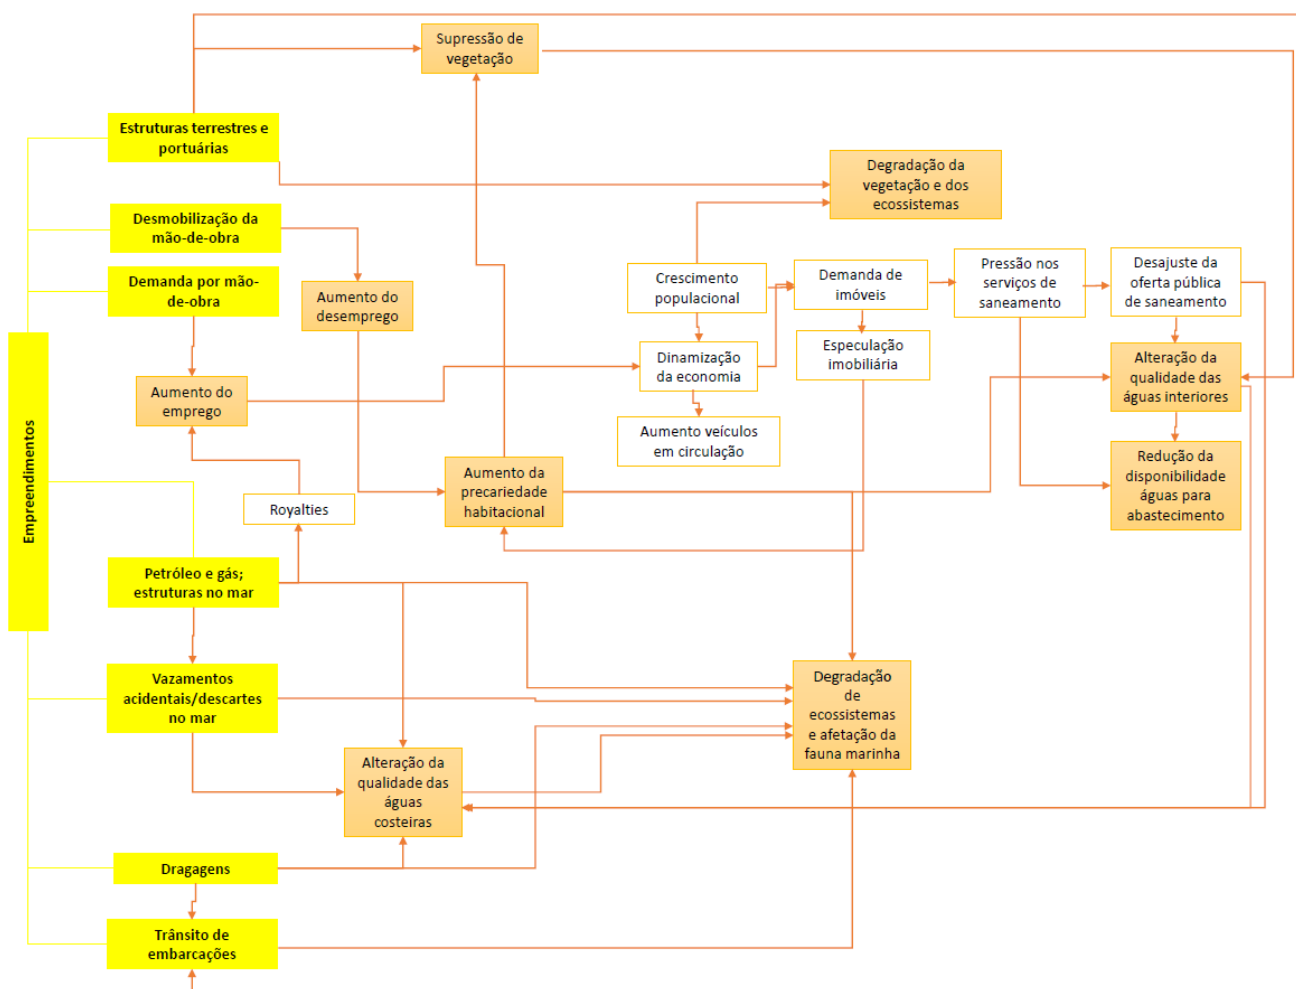 Supressão de
vegetação
Estruturas terrestres e
portuárias
Degradação da
vegetação e dos
ecossistemas
Desmobilização da
mão-de-obra
Demanda por mão-
de-obra
Aumento do
desemprego
Crescimento
populacional
Demanda de
imóveis
Pressão nos
serviços de
saneamento
Desajuste da
oferta pública
de saneamento
Dinamização
da economia
Especulação
imobiliária
Alteração da
qualidade das
águas interiores
Aumento do
emprego
Aumento veículos
em circulação
Empreendimentos
Aumento da
precariedade
habitacional
Redução da
disponibilidade
águas para
abastecimento
Royalties
Petróleo e gás;
estruturas no mar
Vazamentos
acidentais/descartes
no mar
Degradação
de
ecossistemas
e afetação da
fauna marinha
Alteração da
qualidade das
águas
costeiras
Dragagens
Trânsito de
embarcações